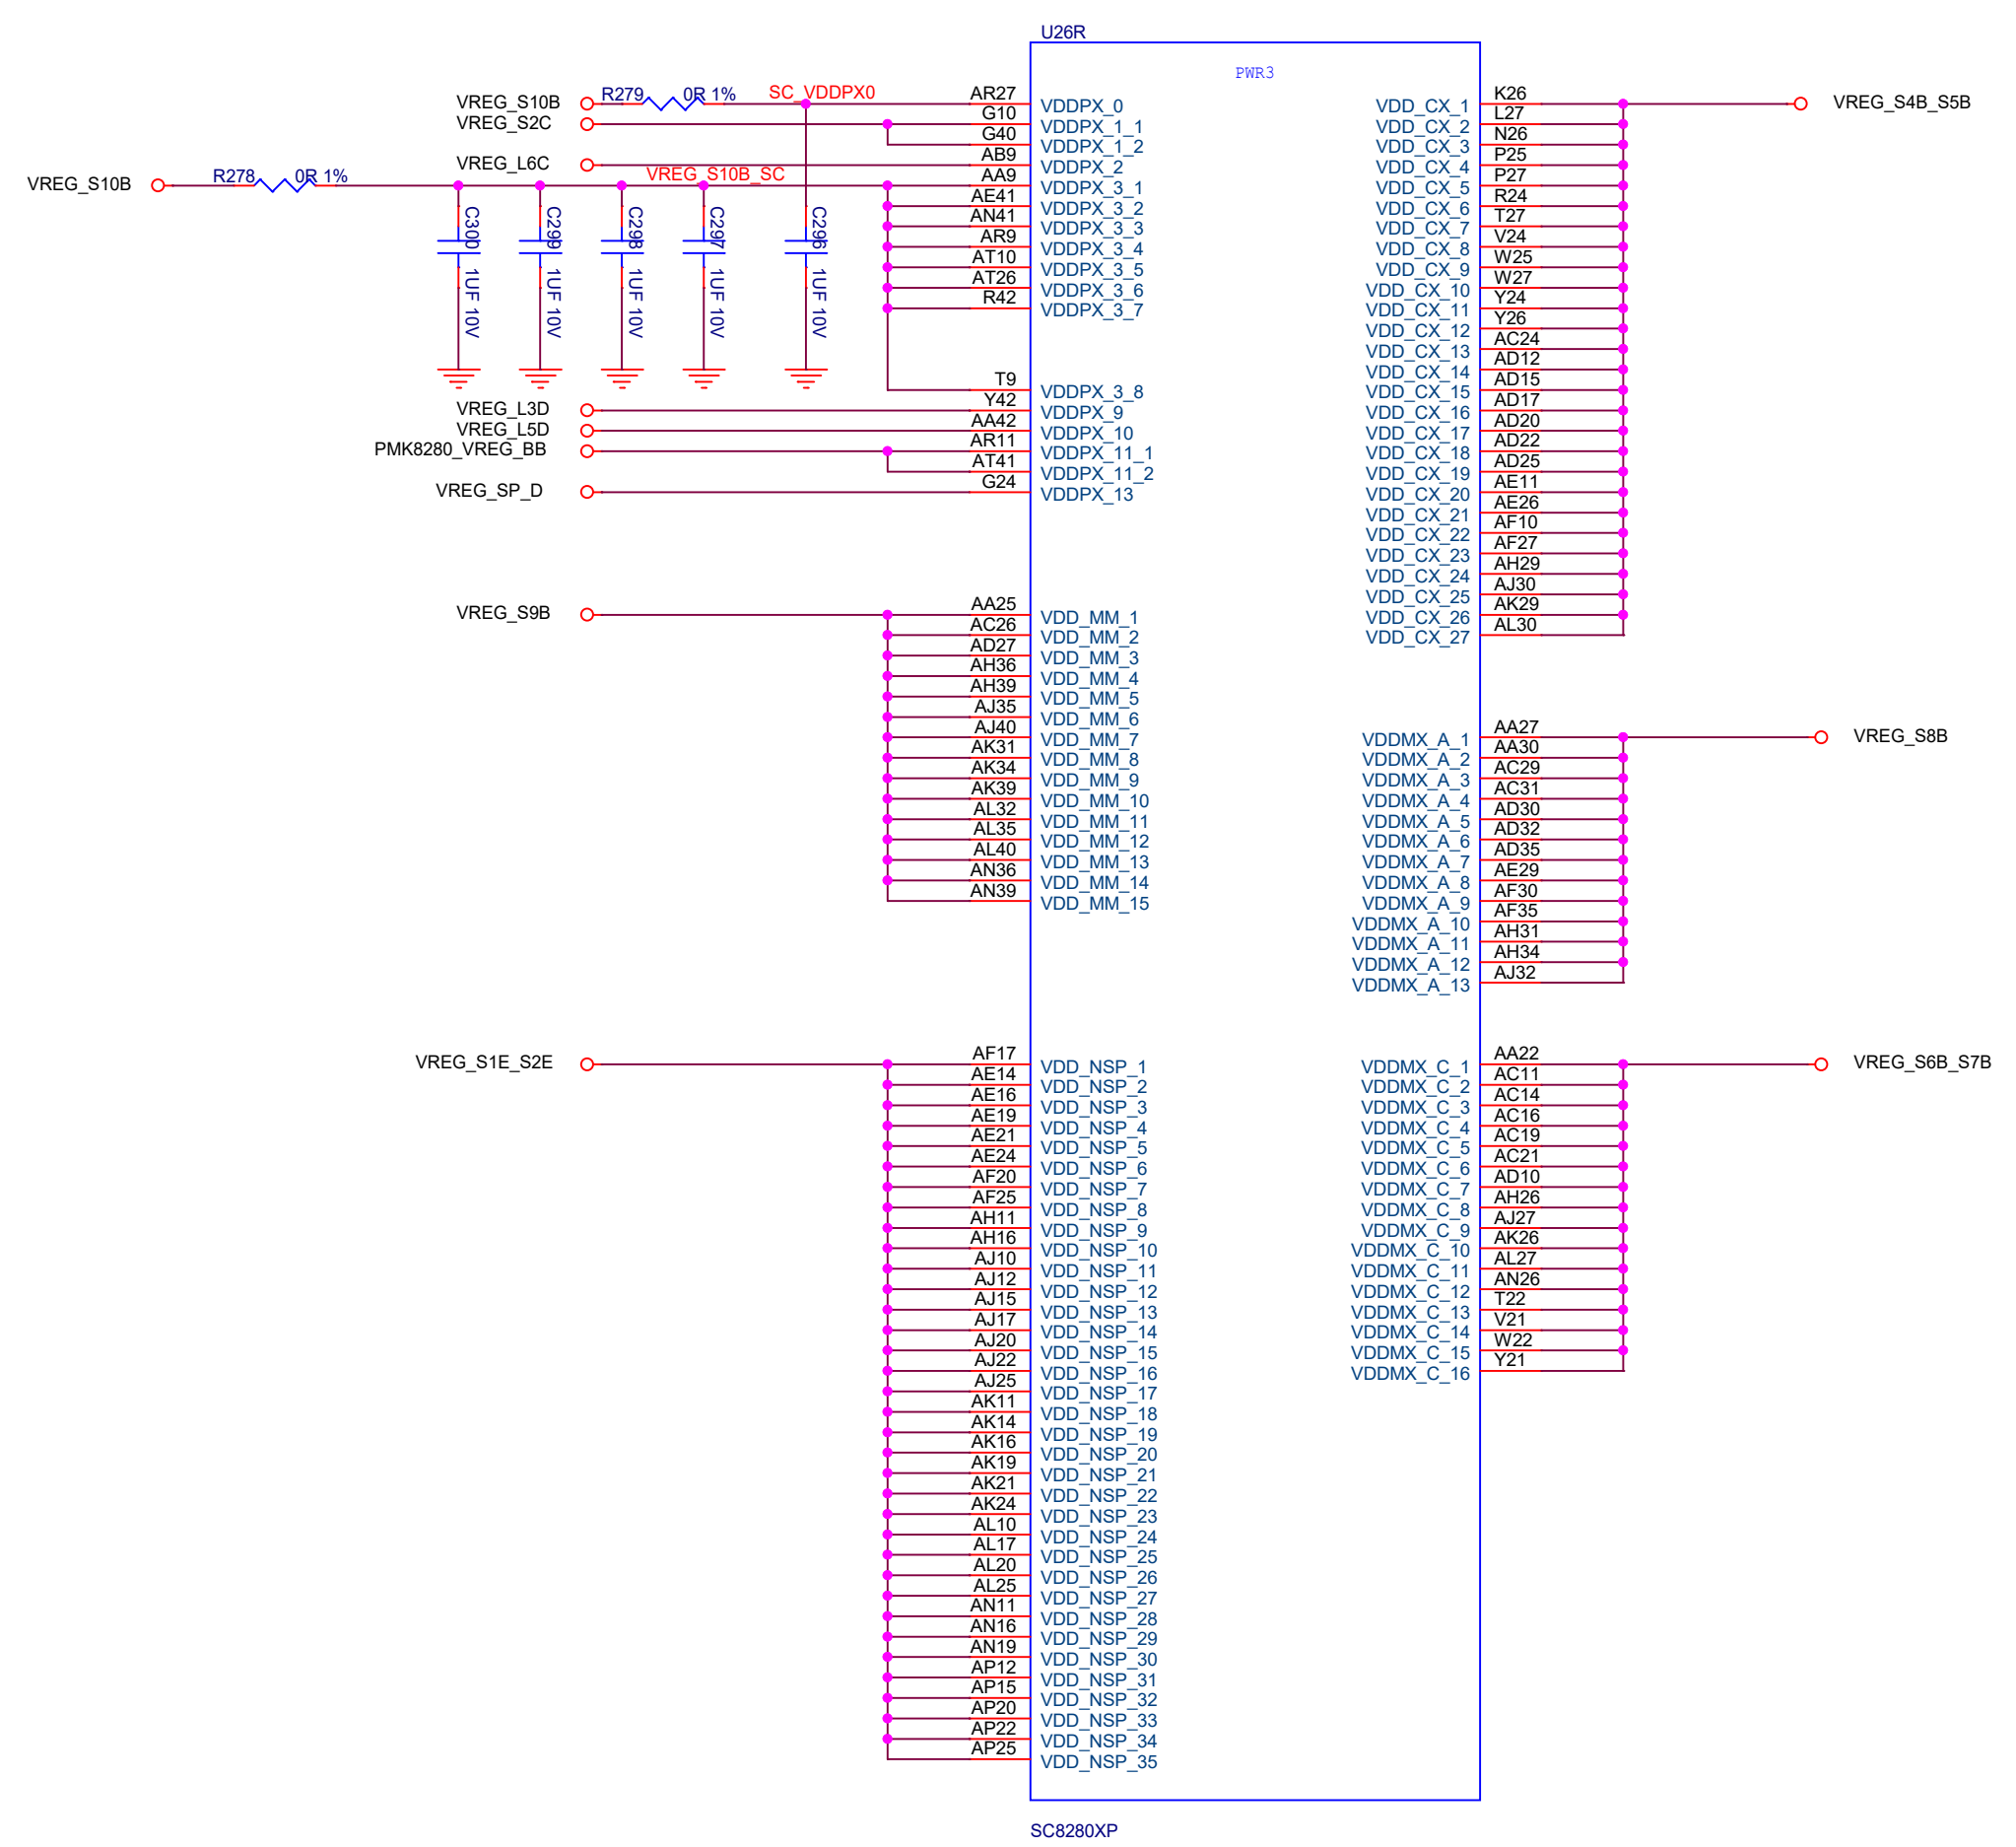 U26R
PWR3
VREG_S10B R279 0R 1% SC_VDDPX0 AR27 VDDPX_0
VREG_S2C G10 VDDPX_1_1
G40 VDDPX_1_2
VREG_L6C AB9 VDDPX_2
VREG_S10B R278 0R 1% VREG_S10B_SC AA9 VDDPX_3_1
AE41 VDDPX_3_2
AN41 VDDPX_3_3
AR9 VDDPX_3_4
AT10 VDDPX_3_5
AT26 VDDPX_3_6
R42 VDDPX_3_7
C300 1UF 10V
C299 1UF 10V
C298 1UF 10V
C297 1UF 10V
C296 1UF 10V
T9 VDDPX_3_8
VREG_L3D Y42 VDDPX_9
VREG_L5D AA42 VDDPX_10
PMK8280_VREG_BB AR11 VDDPX_11_1
AT41 VDDPX_11_2
VREG_SP_D G24 VDDPX_13
VREG_S9B AA25 VDD_MM_1
AC26 VDD_MM_2
AD27 VDD_MM_3
AH36 VDD_MM_4
AH39 VDD_MM_5
AJ35 VDD_MM_6
AJ40 VDD_MM_7
AK31 VDD_MM_8
AK34 VDD_MM_9
AK39 VDD_MM_10
AL32 VDD_MM_11
AL35 VDD_MM_12
AL40 VDD_MM_13
AN36 VDD_MM_14
AN39 VDD_MM_15
VREG_S1E_S2E AF17 VDD_NSP_1
AE14 VDD_NSP_2
AE16 VDD_NSP_3
AE19 VDD_NSP_4
AE21 VDD_NSP_5
AE24 VDD_NSP_6
AF20 VDD_NSP_7
AF25 VDD_NSP_8
AH11 VDD_NSP_9
AH16 VDD_NSP_10
AJ10 VDD_NSP_11
AJ12 VDD_NSP_12
AJ15 VDD_NSP_13
AJ17 VDD_NSP_14
AJ20 VDD_NSP_15
AJ22 VDD_NSP_16
AJ25 VDD_NSP_17
AK11 VDD_NSP_18
AK14 VDD_NSP_19
AK16 VDD_NSP_20
AK19 VDD_NSP_21
AK21 VDD_NSP_22
AK24 VDD_NSP_23
AL10 VDD_NSP_24
AL17 VDD_NSP_25
AL20 VDD_NSP_26
AL25 VDD_NSP_27
AN11 VDD_NSP_28
AN16 VDD_NSP_29
AN19 VDD_NSP_30
AP12 VDD_NSP_31
AP15 VDD_NSP_32
AP20 VDD_NSP_33
AP22 VDD_NSP_34
AP25 VDD_NSP_35
VDD_CX_1 K26 VREG_S4B_S5B
VDD_CX_2 L27
VDD_CX_3 N26
VDD_CX_4 P25
VDD_CX_5 P27
VDD_CX_6 R24
VDD_CX_7 T27
VDD_CX_8 V24
VDD_CX_9 W25
VDD_CX_10 W27
VDD_CX_11 Y24
VDD_CX_12 Y26
VDD_CX_13 AC24
VDD_CX_14 AD12
VDD_CX_15 AD15
VDD_CX_16 AD17
VDD_CX_17 AD20
VDD_CX_18 AD22
VDD_CX_19 AD25
VDD_CX_20 AE11
VDD_CX_21 AE26
VDD_CX_22 AF10
VDD_CX_23 AF27
VDD_CX_24 AH29
VDD_CX_25 AJ30
VDD_CX_26 AK29
VDD_CX_27 AL30
VDDMX_A_1 AA27 VREG_S8B
VDDMX_A_2 AA30
VDDMX_A_3 AC29
VDDMX_A_4 AC31
VDDMX_A_5 AD30
VDDMX_A_6 AD32
VDDMX_A_7 AD35
VDDMX_A_8 AE29
VDDMX_A_9 AF30
VDDMX_A_10 AF35
VDDMX_A_11 AH31
VDDMX_A_12 AH34
VDDMX_A_13 AJ32
VDDMX_C_1 AA22 VREG_S6B_S7B
VDDMX_C_2 AC11
VDDMX_C_3 AC14
VDDMX_C_4 AC16
VDDMX_C_5 AC19
VDDMX_C_6 AC21
VDDMX_C_7 AD10
VDDMX_C_8 AH26
VDDMX_C_9 AJ27
VDDMX_C_10 AK26
VDDMX_C_11 AL27
VDDMX_C_12 AN26
VDDMX_C_13 T22
VDDMX_C_14 V21
VDDMX_C_15 W22
VDDMX_C_16 Y21
SC8280XP